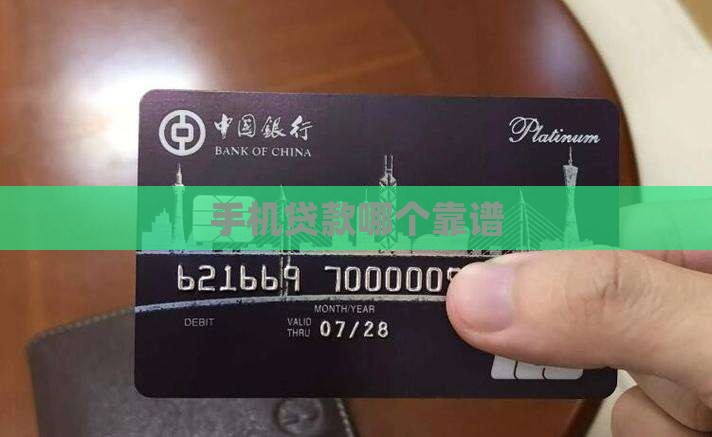 中国银行
BANK OF CHINA
Platinum
手机贷款哪个靠谱
621669 7000009
MONTH/YEAR
DEBIT
VALID THRU 07/28